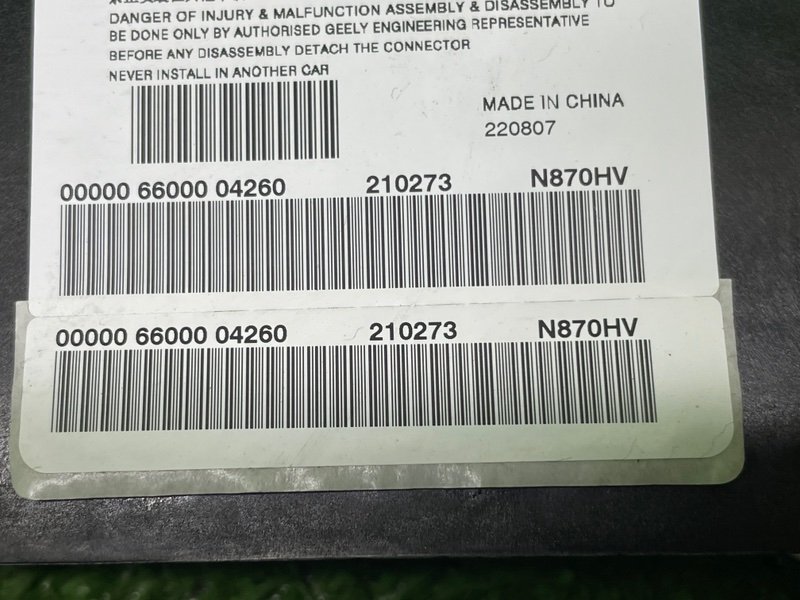 DANGER OF INJURY & MALFUNCTION ASSEMBLY & DISASSEMBLY TO
BE DONE ONLY BY AUTHORISED GEELY ENGINEERING REPRESENTATIVE
BEFORE ANY DISASSEMBLY DETACH THE CONNECTOR
NEVER INSTALL IN ANOTHER CAR
MADE IN CHINA
220807
00000 66000 04260 210273 N870HV
00000 66000 04260 210273 N870HV